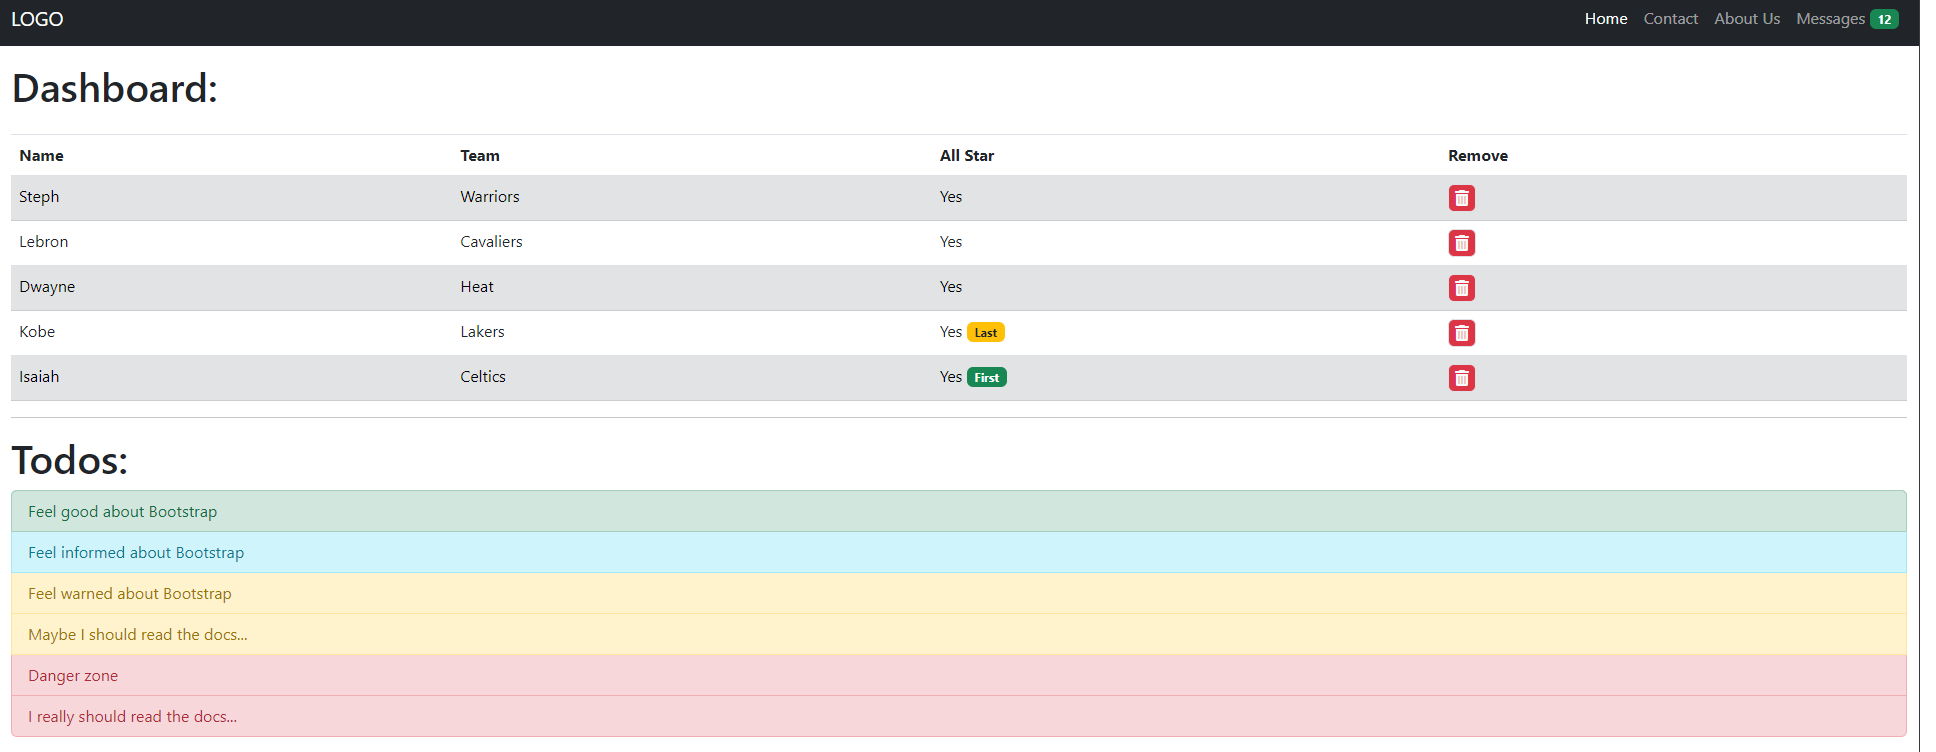 LOGO Home Contact About Us Messages 12
Dashboard:
Name Team All Star Remove
Steph Warriors Yes
Lebron Cavaliers Yes
Dwayne Heat Yes
Kobe Lakers Yes Last
Isaiah Celtics Yes First
Todos:
Feel good about Bootstrap
Feel informed about Bootstrap
Feel warned about Bootstrap
Maybe I should read the docs...
Danger zone
I really should read the docs...